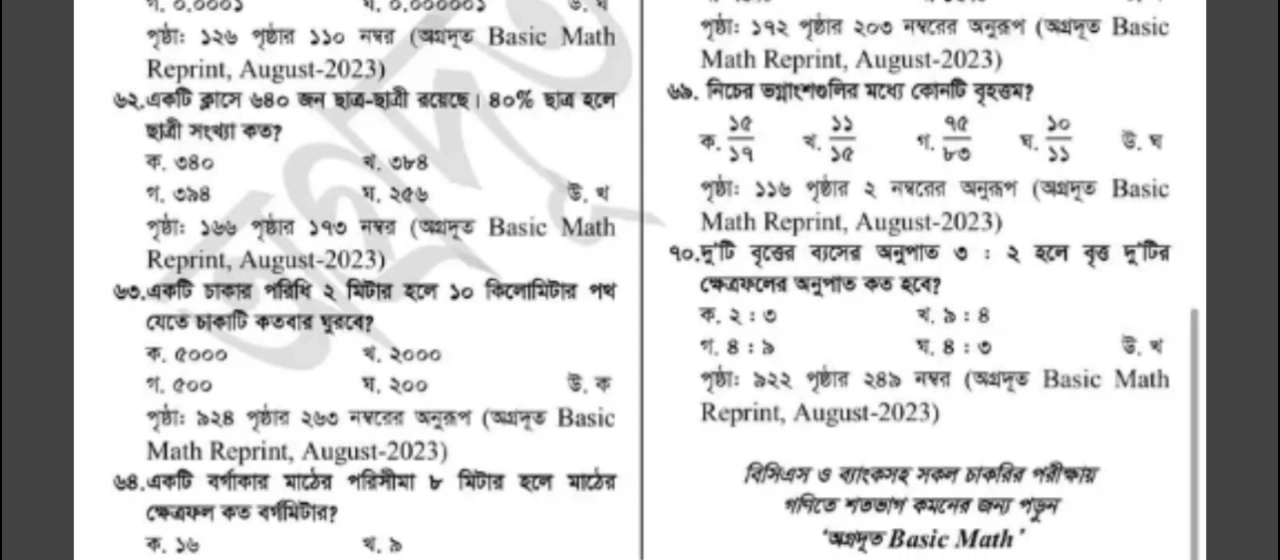 গ. ০.০০০১ ঘ. ০.০০০০০১ উ. ঘ
পৃষ্ঠা: ১২৬ পৃষ্ঠার ১১০ নম্বর (অগ্রদূত Basic Math
Reprint, August-2023)
৬২.একটি ক্লাসে ৬৪০ জন ছাত্র-ছাত্রী রয়েছে। ৪০% ছাত্র হলে
ছাত্রী সংখ্যা কত?
ক. ৩৪০ খ. ৩৮৪
গ. ৩৯৪ ঘ. ২৫৬ উ. খ
পৃষ্ঠা: ১৬৬ পৃষ্ঠার ১৭৩ নম্বর (অগ্রদূত Basic Math
Reprint, August-2023)
৬৩.একটি চাকার পরিধি ২ মিটার হলে ১০ কিলোমিটার পথ
যেতে চাকাটি কতবার ঘুরবে?
ক. ৫০০০ খ. ২০০০
গ. ৫০০ ঘ. ২০০ উ. ক
পৃষ্ঠা: ৯২৪ পৃষ্ঠার ২৬৩ নম্বরের অনুরূপ (অগ্রদূত Basic
Math Reprint, August-2023)
৬৪.একটি বর্গাকার মাঠের পরিসীমা ৮ মিটার হলে মাঠের
ক্ষেত্রফল কত বর্গমিটার?
ক. ১৬ খ. ৯
পৃষ্ঠা: ১৭২ পৃষ্ঠার ২০৩ নম্বরের অনুরূপ (অগ্রদূত Basic
Math Reprint, August-2023)
৬৯. নিচের ভগ্নাংশগুলির মধ্যে কোনটি বৃহত্তম?
ক. ১৫/১৭ খ. ১১/১৫ গ. ৭৫/৮৩ ঘ. ১০/১১ উ. ঘ
পৃষ্ঠা: ১১৬ পৃষ্ঠার ২ নম্বরের অনুরূপ (অগ্রদূত Basic
Math Reprint, August-2023)
৭০.দু'টি বৃত্তের ব্যাসের অনুপাত ৩ : ২ হলে বৃত্ত দু'টির
ক্ষেত্রফলের অনুপাত কত হবে?
ক. ২ : ৩ খ. ৯ : ৪
গ. ৪ : ৯ ঘ. ৪ : ৩ উ. খ
পৃষ্ঠা: ৯২২ পৃষ্ঠার ২৪৯ নম্বর (অগ্রদূত Basic Math
Reprint, August-2023)
বিসিএস ও ব্যাংকসহ সকল চাকরির পরীক্ষায়
গণিতে শতভাগ কমনের জন্য পড়ুন
'অগ্রদূত Basic Math'